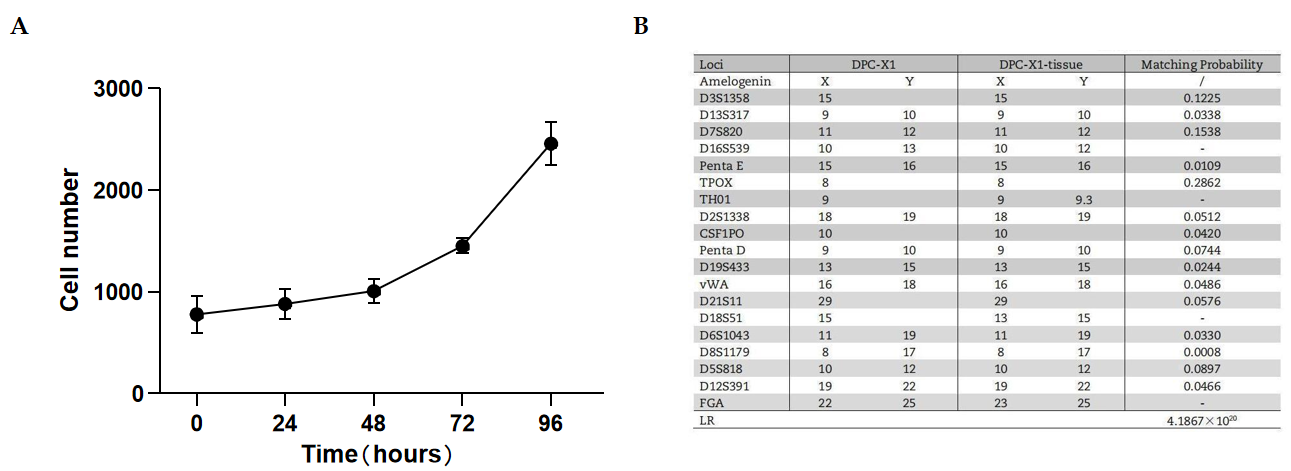 A
B
3000
2000
1000
0
Cell number
0 24 48 72 96
Time(hours)
Loci DPC-X1 DPC-X1-tissue Matching Probability
Amelogenin X Y X Y /
D3S1358 15 15 0.1225
D13S317 9 10 9 10 0.0338
D7S820 11 12 11 12 0.1538
D16S539 10 13 10 12 -
Penta E 15 16 15 16 0.0109
TPOX 8 8 0.2862
TH01 9 9 9.3 -
D2S1338 18 19 18 19 0.0512
CSF1PO 10 10 0.0420
Penta D 9 10 9 10 0.0744
D19S433 13 15 13 15 0.0244
vWA 16 18 16 18 0.0486
D21S11 29 29 0.0576
D18S51 15 13 15 -
D6S1043 11 19 11 19 0.0330
D8S1179 8 17 8 17 0.0008
D5S818 10 12 10 12 0.0897
D12S391 19 22 19 22 0.0466
FGA 22 25 23 25 -
LR 4.1867×10²⁰